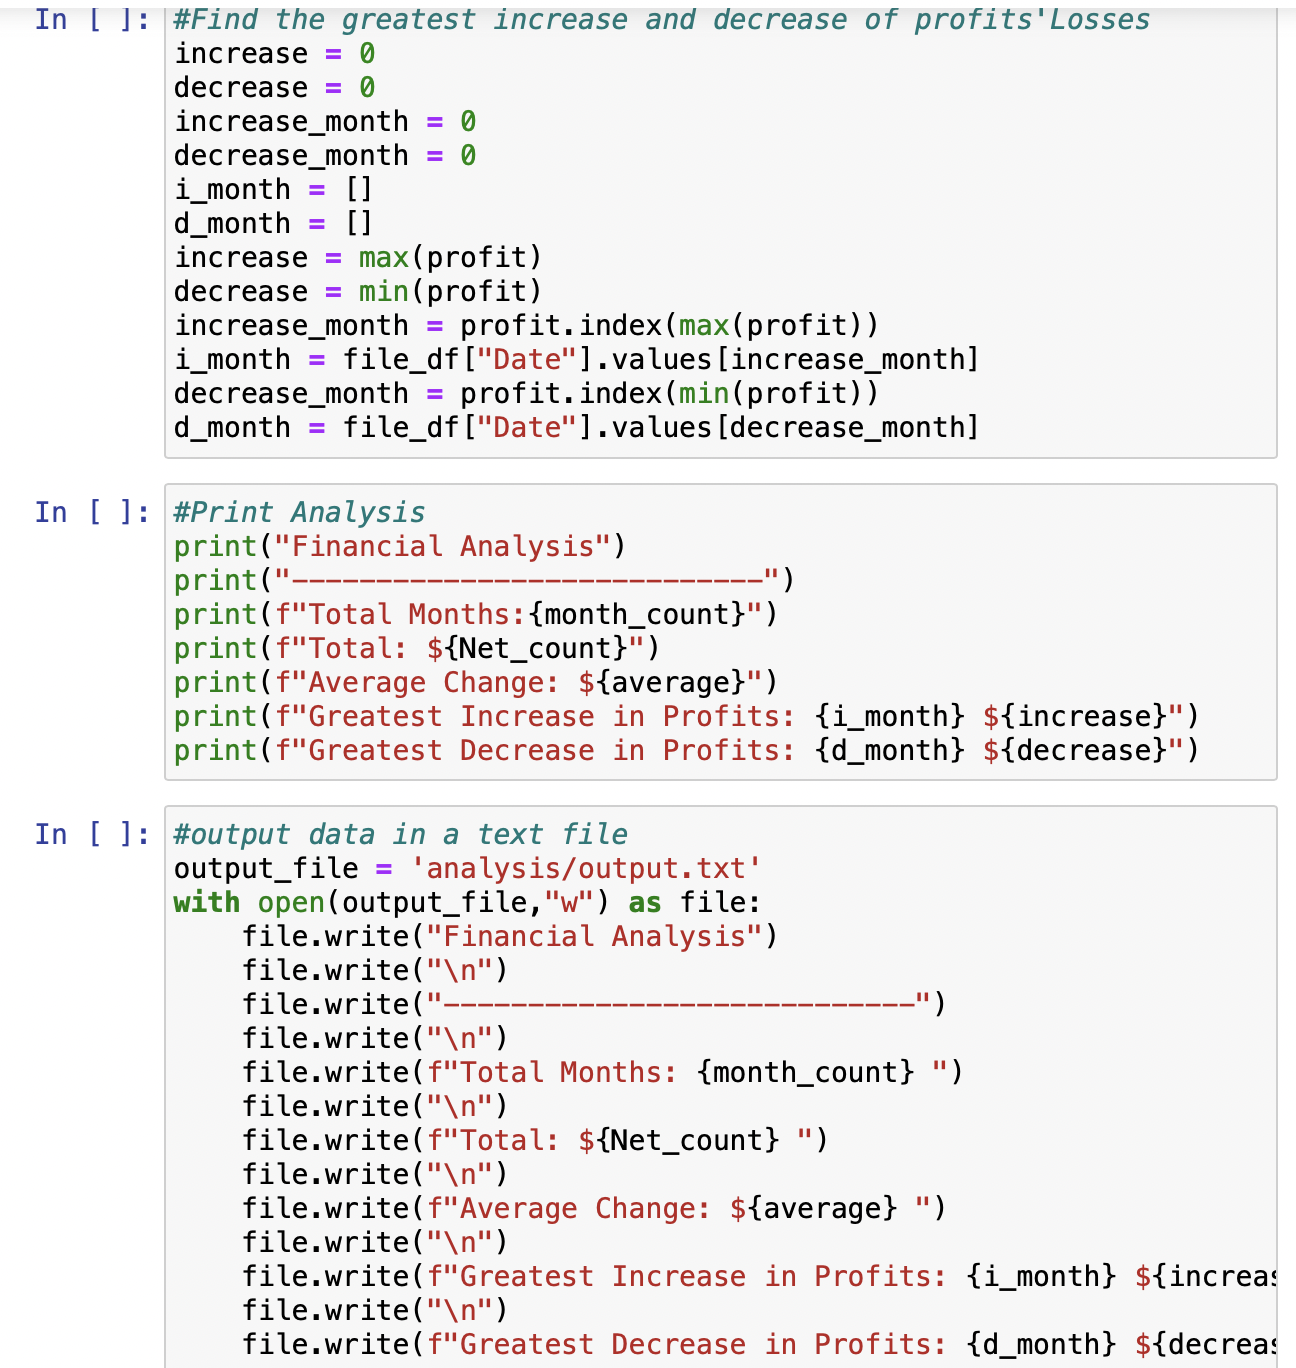 In [ ]: #Find the greatest increase and decrease of profits'Losses
increase = 0
decrease = 0
increase_month = 0
decrease_month = 0
i_month = []
d_month = []
increase = max(profit)
decrease = min(profit)
increase_month = profit.index(max(profit))
i_month = file_df["Date"].values[increase_month]
decrease_month = profit.index(min(profit))
d_month = file_df["Date"].values[decrease_month]
In [ ]: #Print Analysis
print("Financial Analysis")
print("----------------------------")
print(f"Total Months:{month_count}")
print(f"Total: ${Net_count}")
print(f"Average Change: ${average}")
print(f"Greatest Increase in Profits: {i_month} ${increase}")
print(f"Greatest Decrease in Profits: {d_month} ${decrease}")
In [ ]: #output data in a text file
output_file = 'analysis/output.txt'
with open(output_file,"w") as file:
    file.write("Financial Analysis")
    file.write("\n")
    file.write("----------------------------")
    file.write("\n")
    file.write(f"Total Months: {month_count} ")
    file.write("\n")
    file.write(f"Total: ${Net_count} ")
    file.write("\n")
    file.write(f"Average Change: ${average} ")
    file.write("\n")
    file.write(f"Greatest Increase in Profits: {i_month} ${increas
    file.write("\n")
    file.write(f"Greatest Decrease in Profits: {d_month} ${decreas